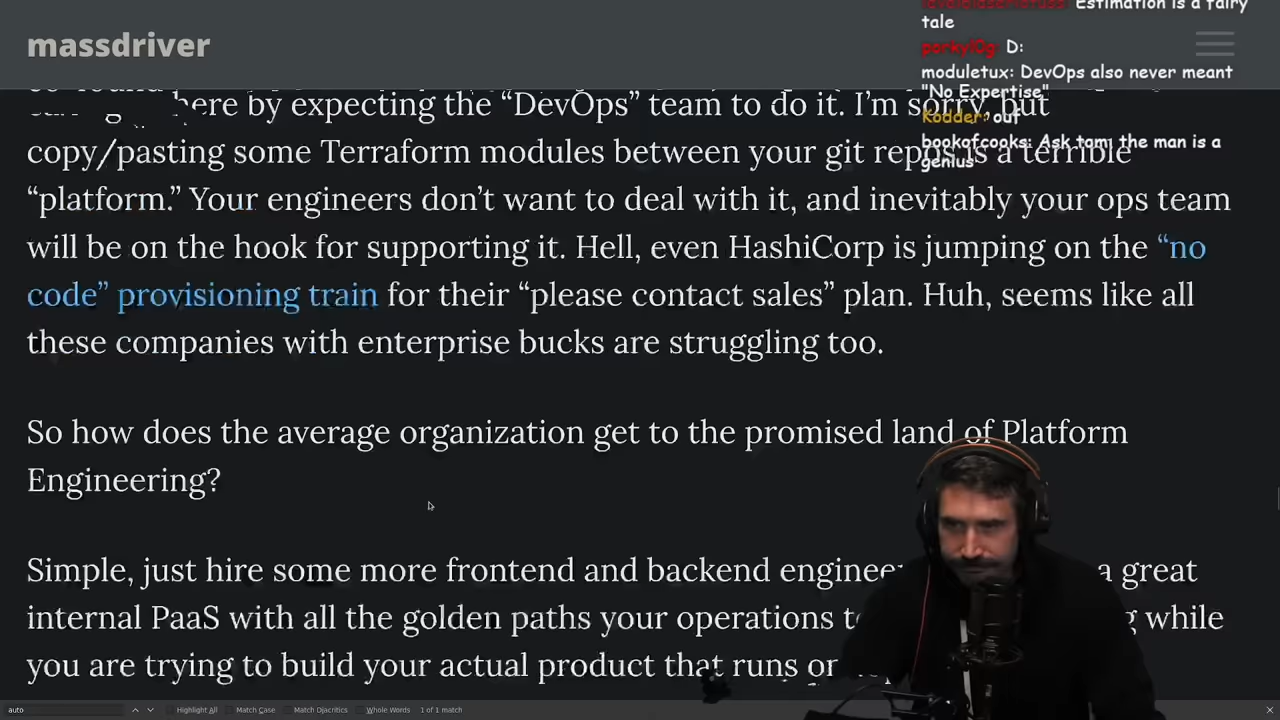 massdriver
Estimation is a fairy
tale
porkyl0g: D:
moduletux: DevOps also never meant
"No Expertise"
Kodder: out
bookofcooks: Ask tom; the man is a
genius
here by expecting the “DevOps” team to do it. I’m sorry, but
copy/pasting some Terraform modules between your git repos is a terrible
“platform.” Your engineers don’t want to deal with it, and inevitably your ops team
will be on the hook for supporting it. Hell, even HashiCorp is jumping on the “no
code” provisioning train for their “please contact sales” plan. Huh, seems like all
these companies with enterprise bucks are struggling too.
So how does the average organization get to the promised land of Platform
Engineering?
Simple, just hire some more frontend and backend a great
internal PaaS with all the golden paths your operations while
you are trying to build your actual product that runs
auto
Highlight All
Match Case
Match Diacritics
Whole Words
1 of 1 match